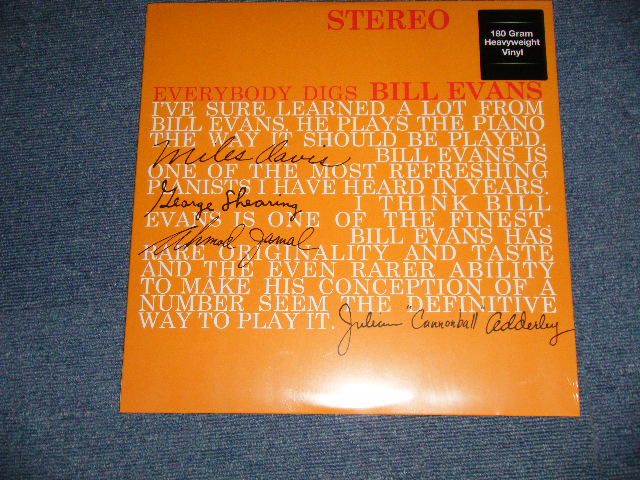 STEREO
180 Gram
Heavyweight
Vinyl
EVERYBODY DIGS BILL EVANS
I'VE SURE LEARNED A LOT FROM
BILL EVANS. HE PLAYS THE PIANO
THE WAY IT SHOULD BE PLAYED.
Miles Davis BILL EVANS IS
ONE OF THE MOST REFRESHING
PIANISTS I HAVE HEARD IN YEARS.
George Shearing I THINK BILL
EVANS IS ONE OF THE FINEST.
Ahmad Jamal BILL EVANS HAS
RARE ORIGINALITY AND TASTE
AND THE EVEN RARER ABILITY
TO MAKE HIS CONCEPTION OF A
NUMBER SEEM THE DEFINITIVE
WAY TO PLAY IT. Julian "Cannonball" Adderley